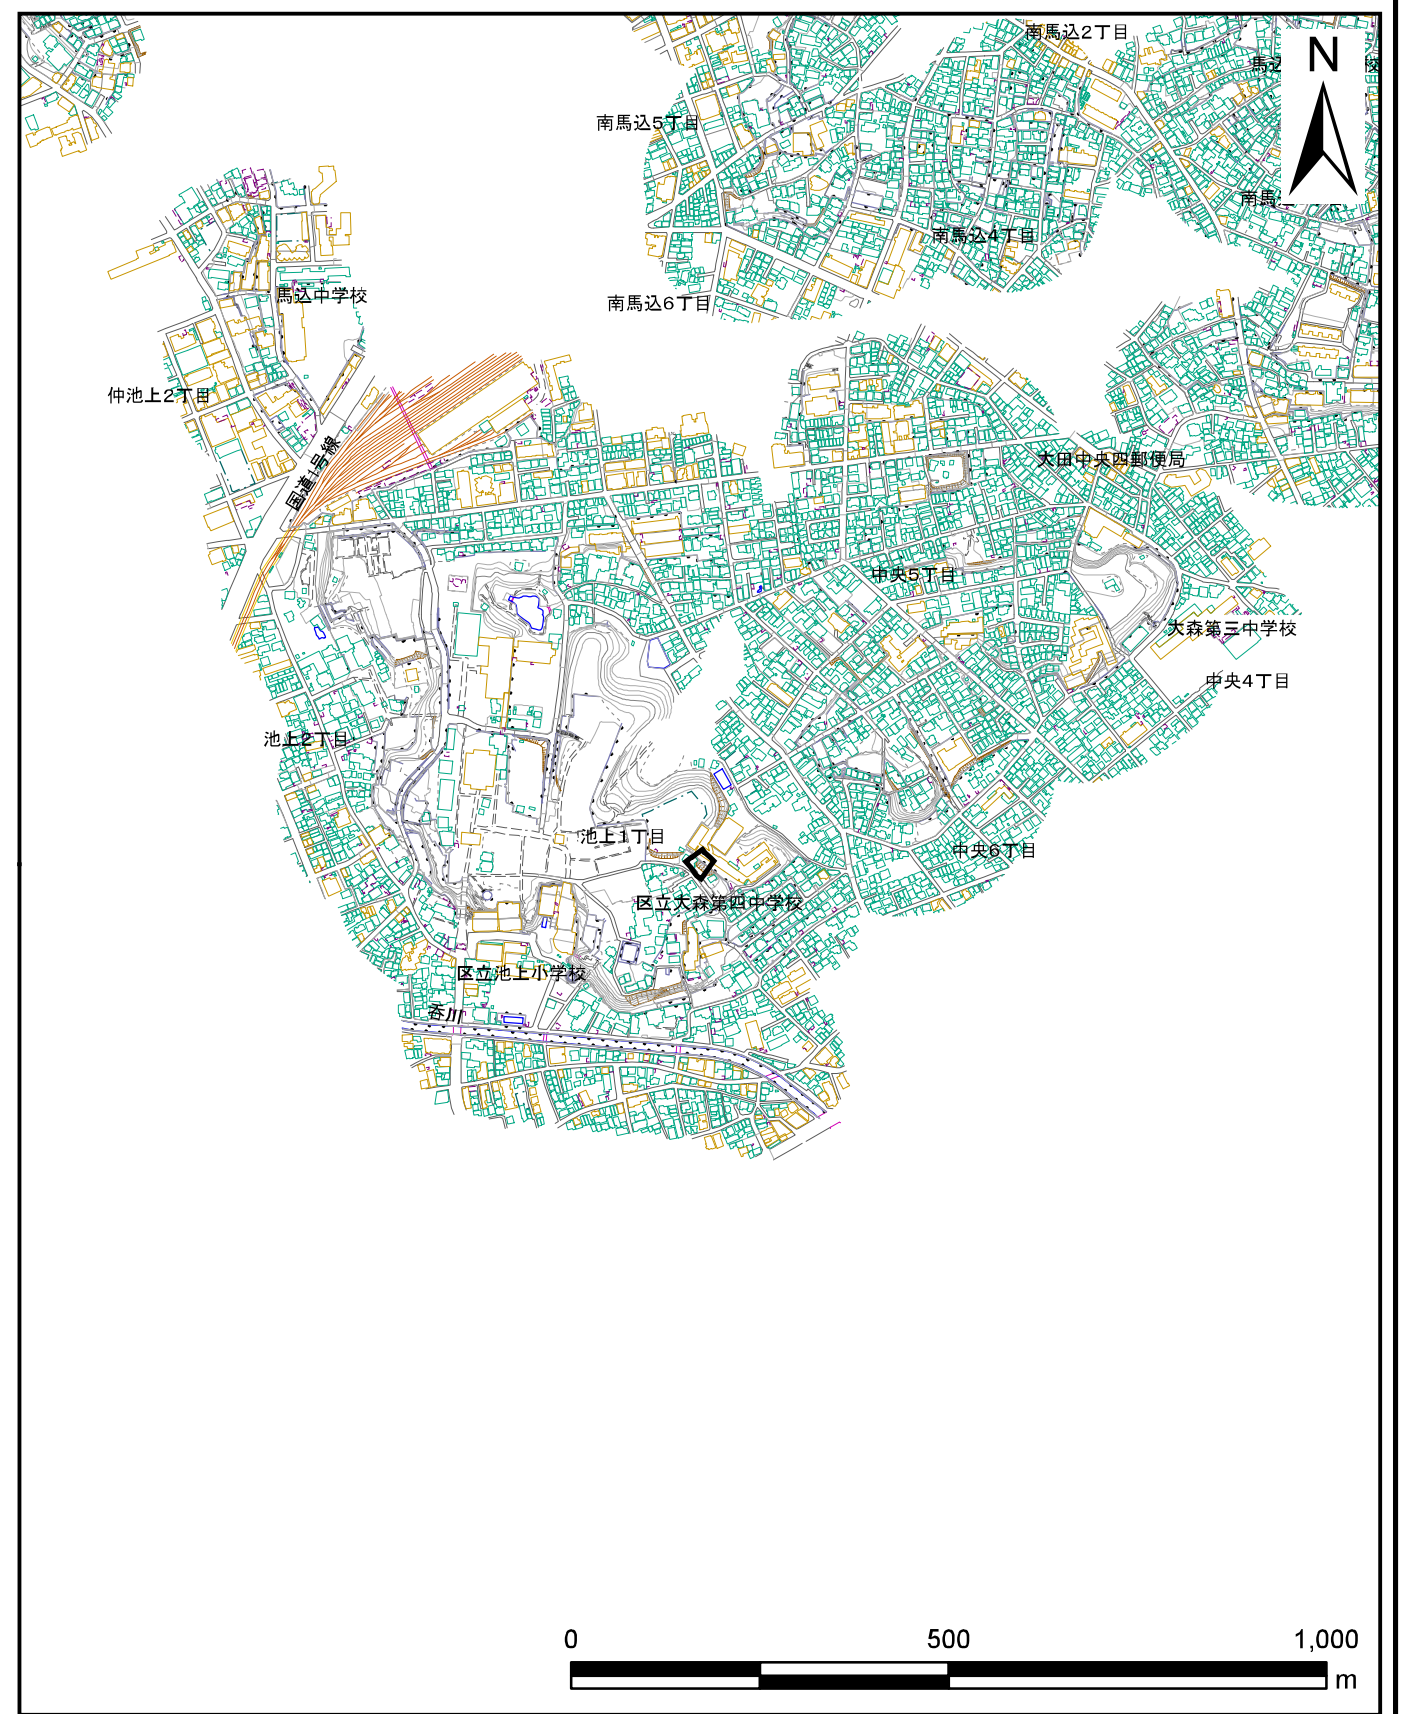 南馬込2丁目
N
馬込
校
南馬込5丁目
南馬
南馬込4丁目
馬込中学校
南馬込6丁目
仲池上2丁目
国道1号線
大田中央四郵便局
中央5丁目
大森第三中学校
中央4丁目
池上2丁目
池上1丁目
中央6丁目
区立大森第四中学校
区立池上小学校
呑川
0 500 1,000
m